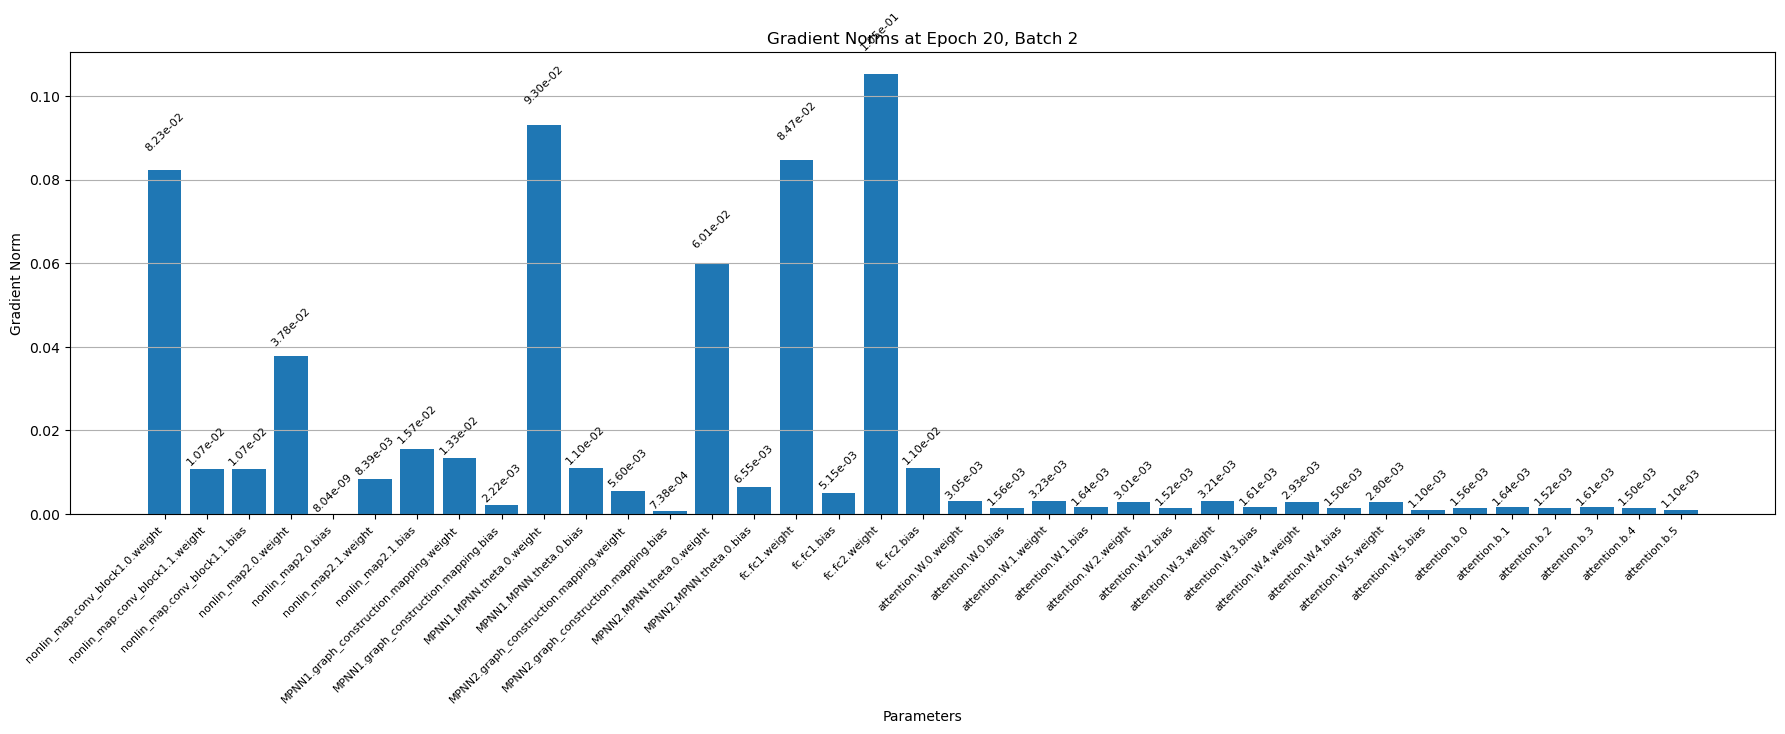 Gradient Norms at Epoch 20, Batch 2
Gradient Norm
0.10
0.08
0.06
0.04
0.02
0.00
8.23e-02
1.07e-02
1.07e-02
3.78e-02
8.04e-09
8.39e-03
1.57e-02
1.33e-02
2.22e-03
9.30e-02
1.10e-02
5.60e-03
7.38e-04
6.01e-02
6.55e-03
8.47e-02
5.15e-03
1.05e-01
1.10e-02
3.05e-03
1.56e-03
3.23e-03
1.64e-03
3.01e-03
1.52e-03
3.21e-03
1.61e-03
2.93e-03
1.50e-03
2.80e-03
1.10e-03
1.56e-03
1.64e-03
1.52e-03
1.61e-03
1.50e-03
1.10e-03
nonlin_map.conv_block1.0.weight
nonlin_map.conv_block1.1.weight
nonlin_map.conv_block1.1.bias
nonlin_map2.0.weight
nonlin_map2.0.bias
nonlin_map2.1.weight
nonlin_map2.1.bias
MPNN1.graph_construction.mapping.weight
MPNN1.graph_construction.mapping.bias
MPNN1.MPNN.theta.0.weight
MPNN1.MPNN.theta.0.bias
MPNN2.graph_construction.mapping.weight
MPNN2.graph_construction.mapping.bias
MPNN2.MPNN.theta.0.weight
MPNN2.MPNN.theta.0.bias
fc.fc1.weight
fc.fc1.bias
fc.fc2.weight
fc.fc2.bias
attention.W.0.weight
attention.W.0.bias
attention.W.1.weight
attention.W.1.bias
attention.W.2.weight
attention.W.2.bias
attention.W.3.weight
attention.W.3.bias
attention.W.4.weight
attention.W.4.bias
attention.W.5.weight
attention.W.5.bias
attention.b.0
attention.b.1
attention.b.2
attention.b.3
attention.b.4
attention.b.5
Parameters